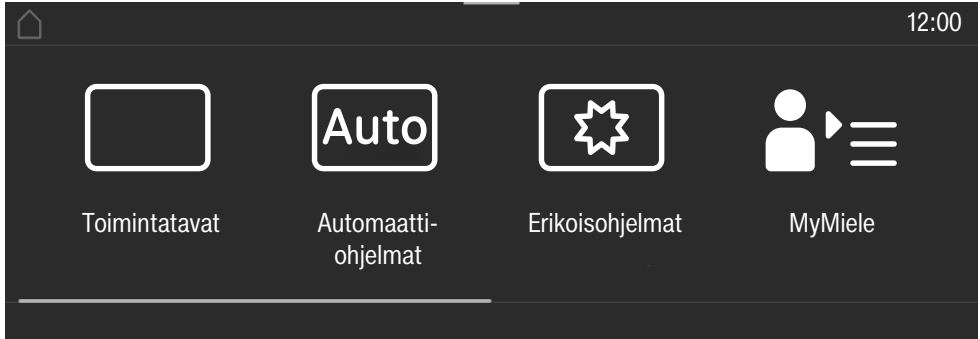 12:00
Auto
Toimintatavat
Automaatti-
ohjelmat
Erikoisohjelmat
MyMiele